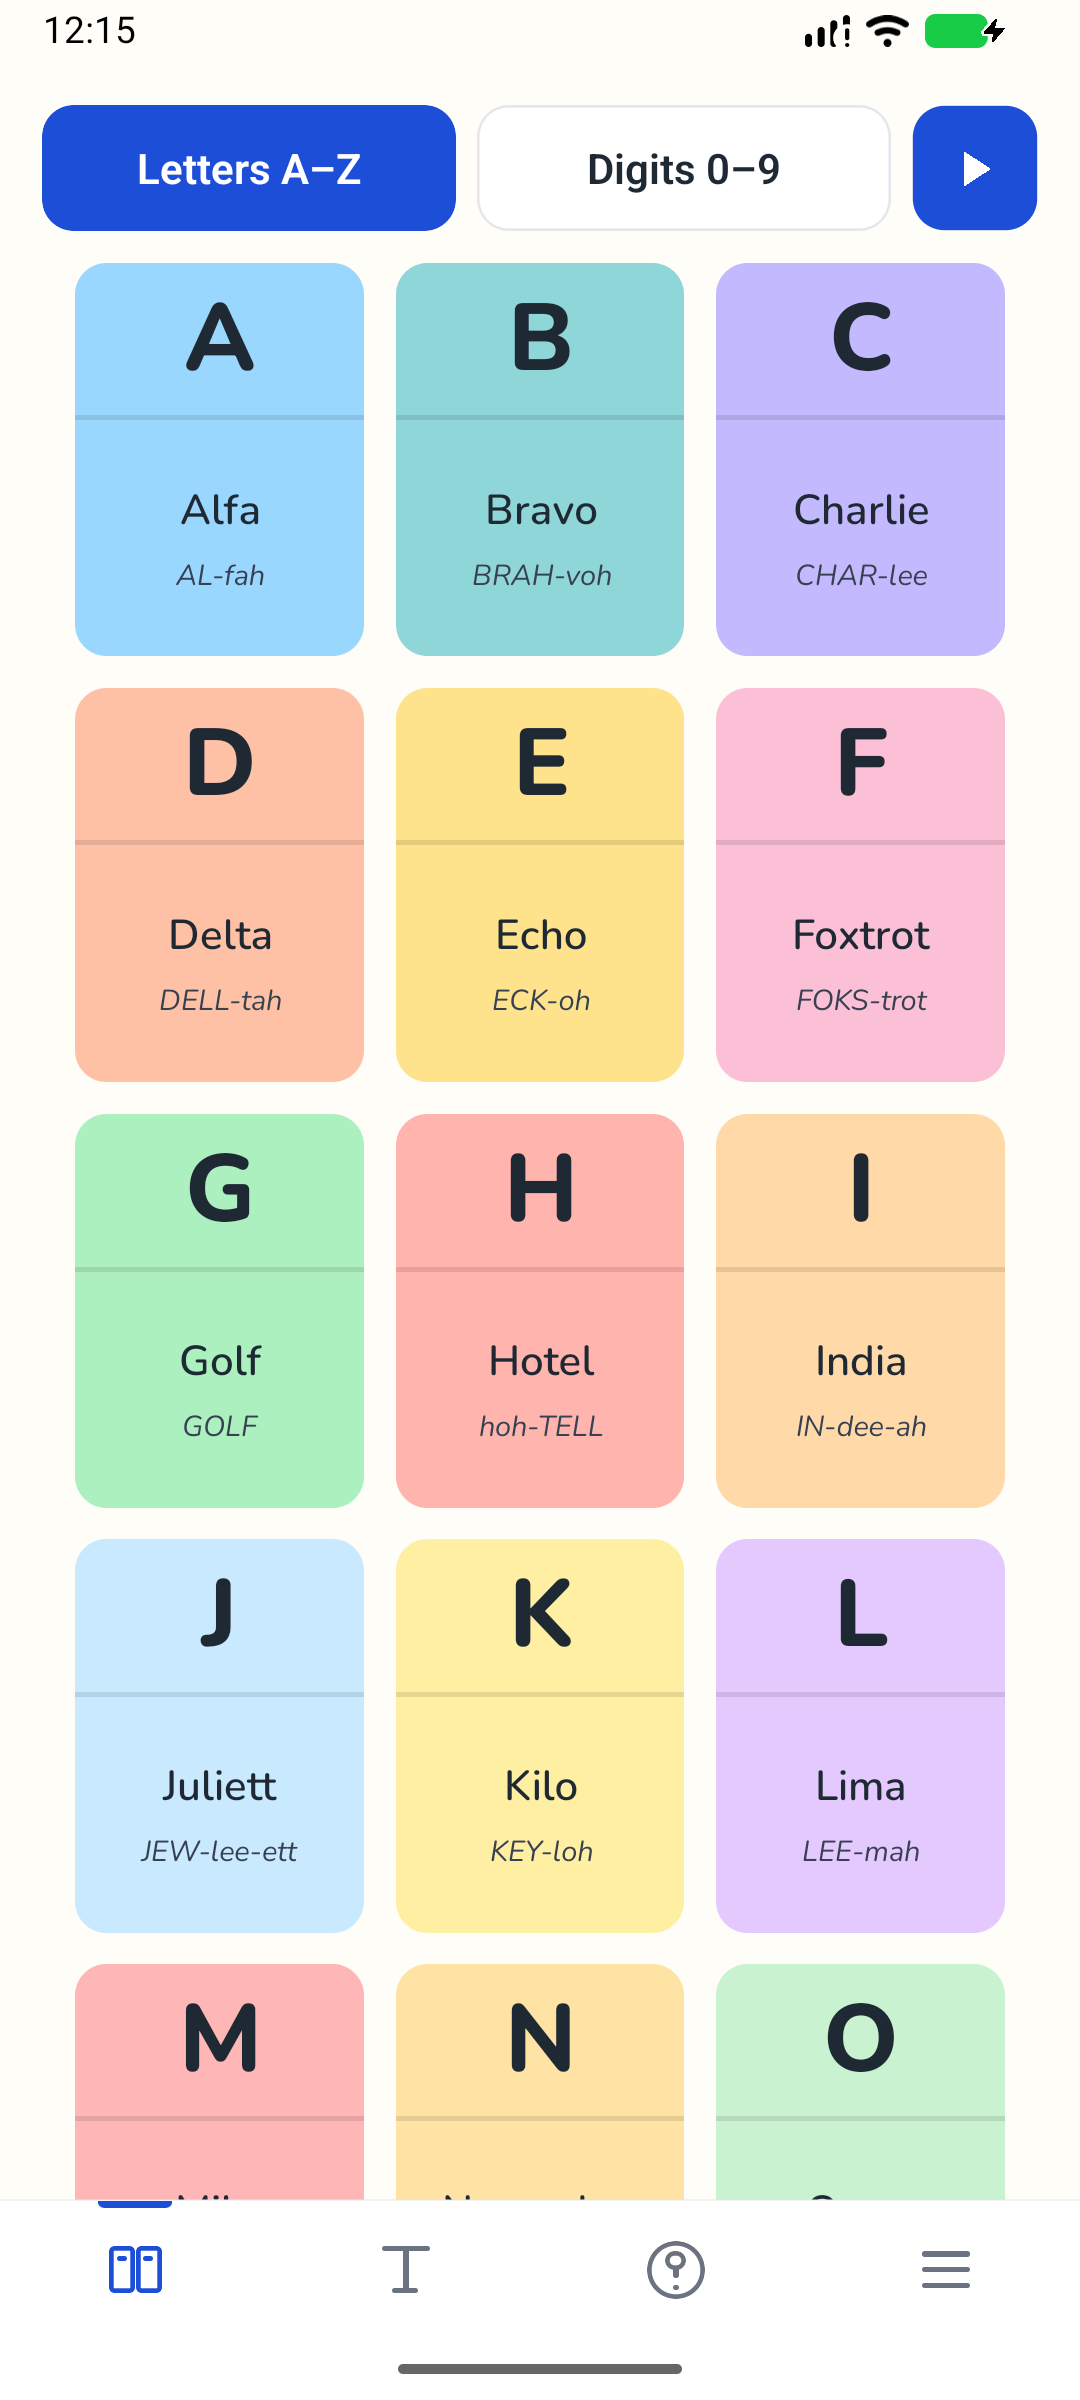 12:15
Letters A–Z
Digits 0–9
A
B
C
Alfa
Bravo
Charlie
AL-fah
BRAH-voh
CHAR-lee
D
E
F
Delta
Echo
Foxtrot
DELL-tah
ECK-oh
FOKS-trot
G
H
I
Golf
Hotel
India
GOLF
hoh-TELL
IN-dee-ah
J
K
L
Juliett
Kilo
Lima
JEW-lee-ett
KEY-loh
LEE-mah
M
N
O